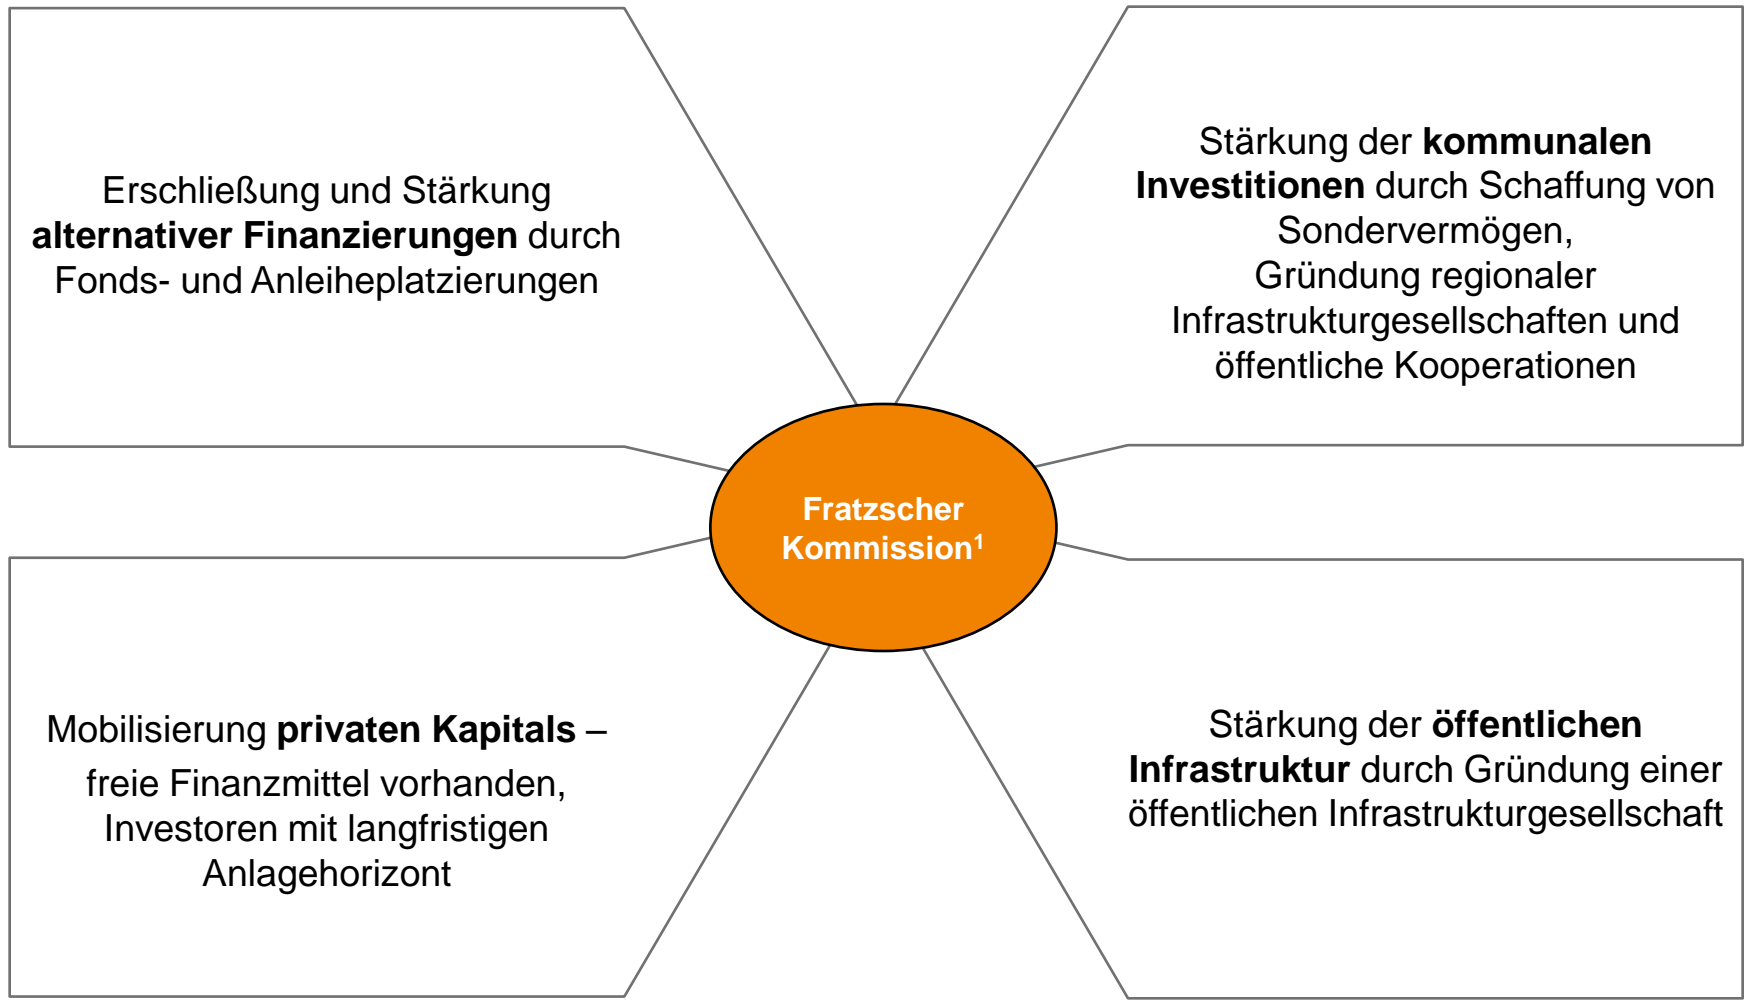 Erschließung und Stärkung
alternativer Finanzierungen durch
Fonds- und Anleiheplatzierungen
Stärkung der kommunalen
Investitionen durch Schaffung von
Sondervermögen,
Gründung regionaler
Infrastrukturgesellschaften und
öffentliche Kooperationen
Fratzscher
Kommission¹
Mobilisierung privaten Kapitals –
freie Finanzmittel vorhanden,
Investoren mit langfristigen
Anlagehorizont
Stärkung der öffentlichen
Infrastruktur durch Gründung einer
öffentlichen Infrastrukturgesellschaft